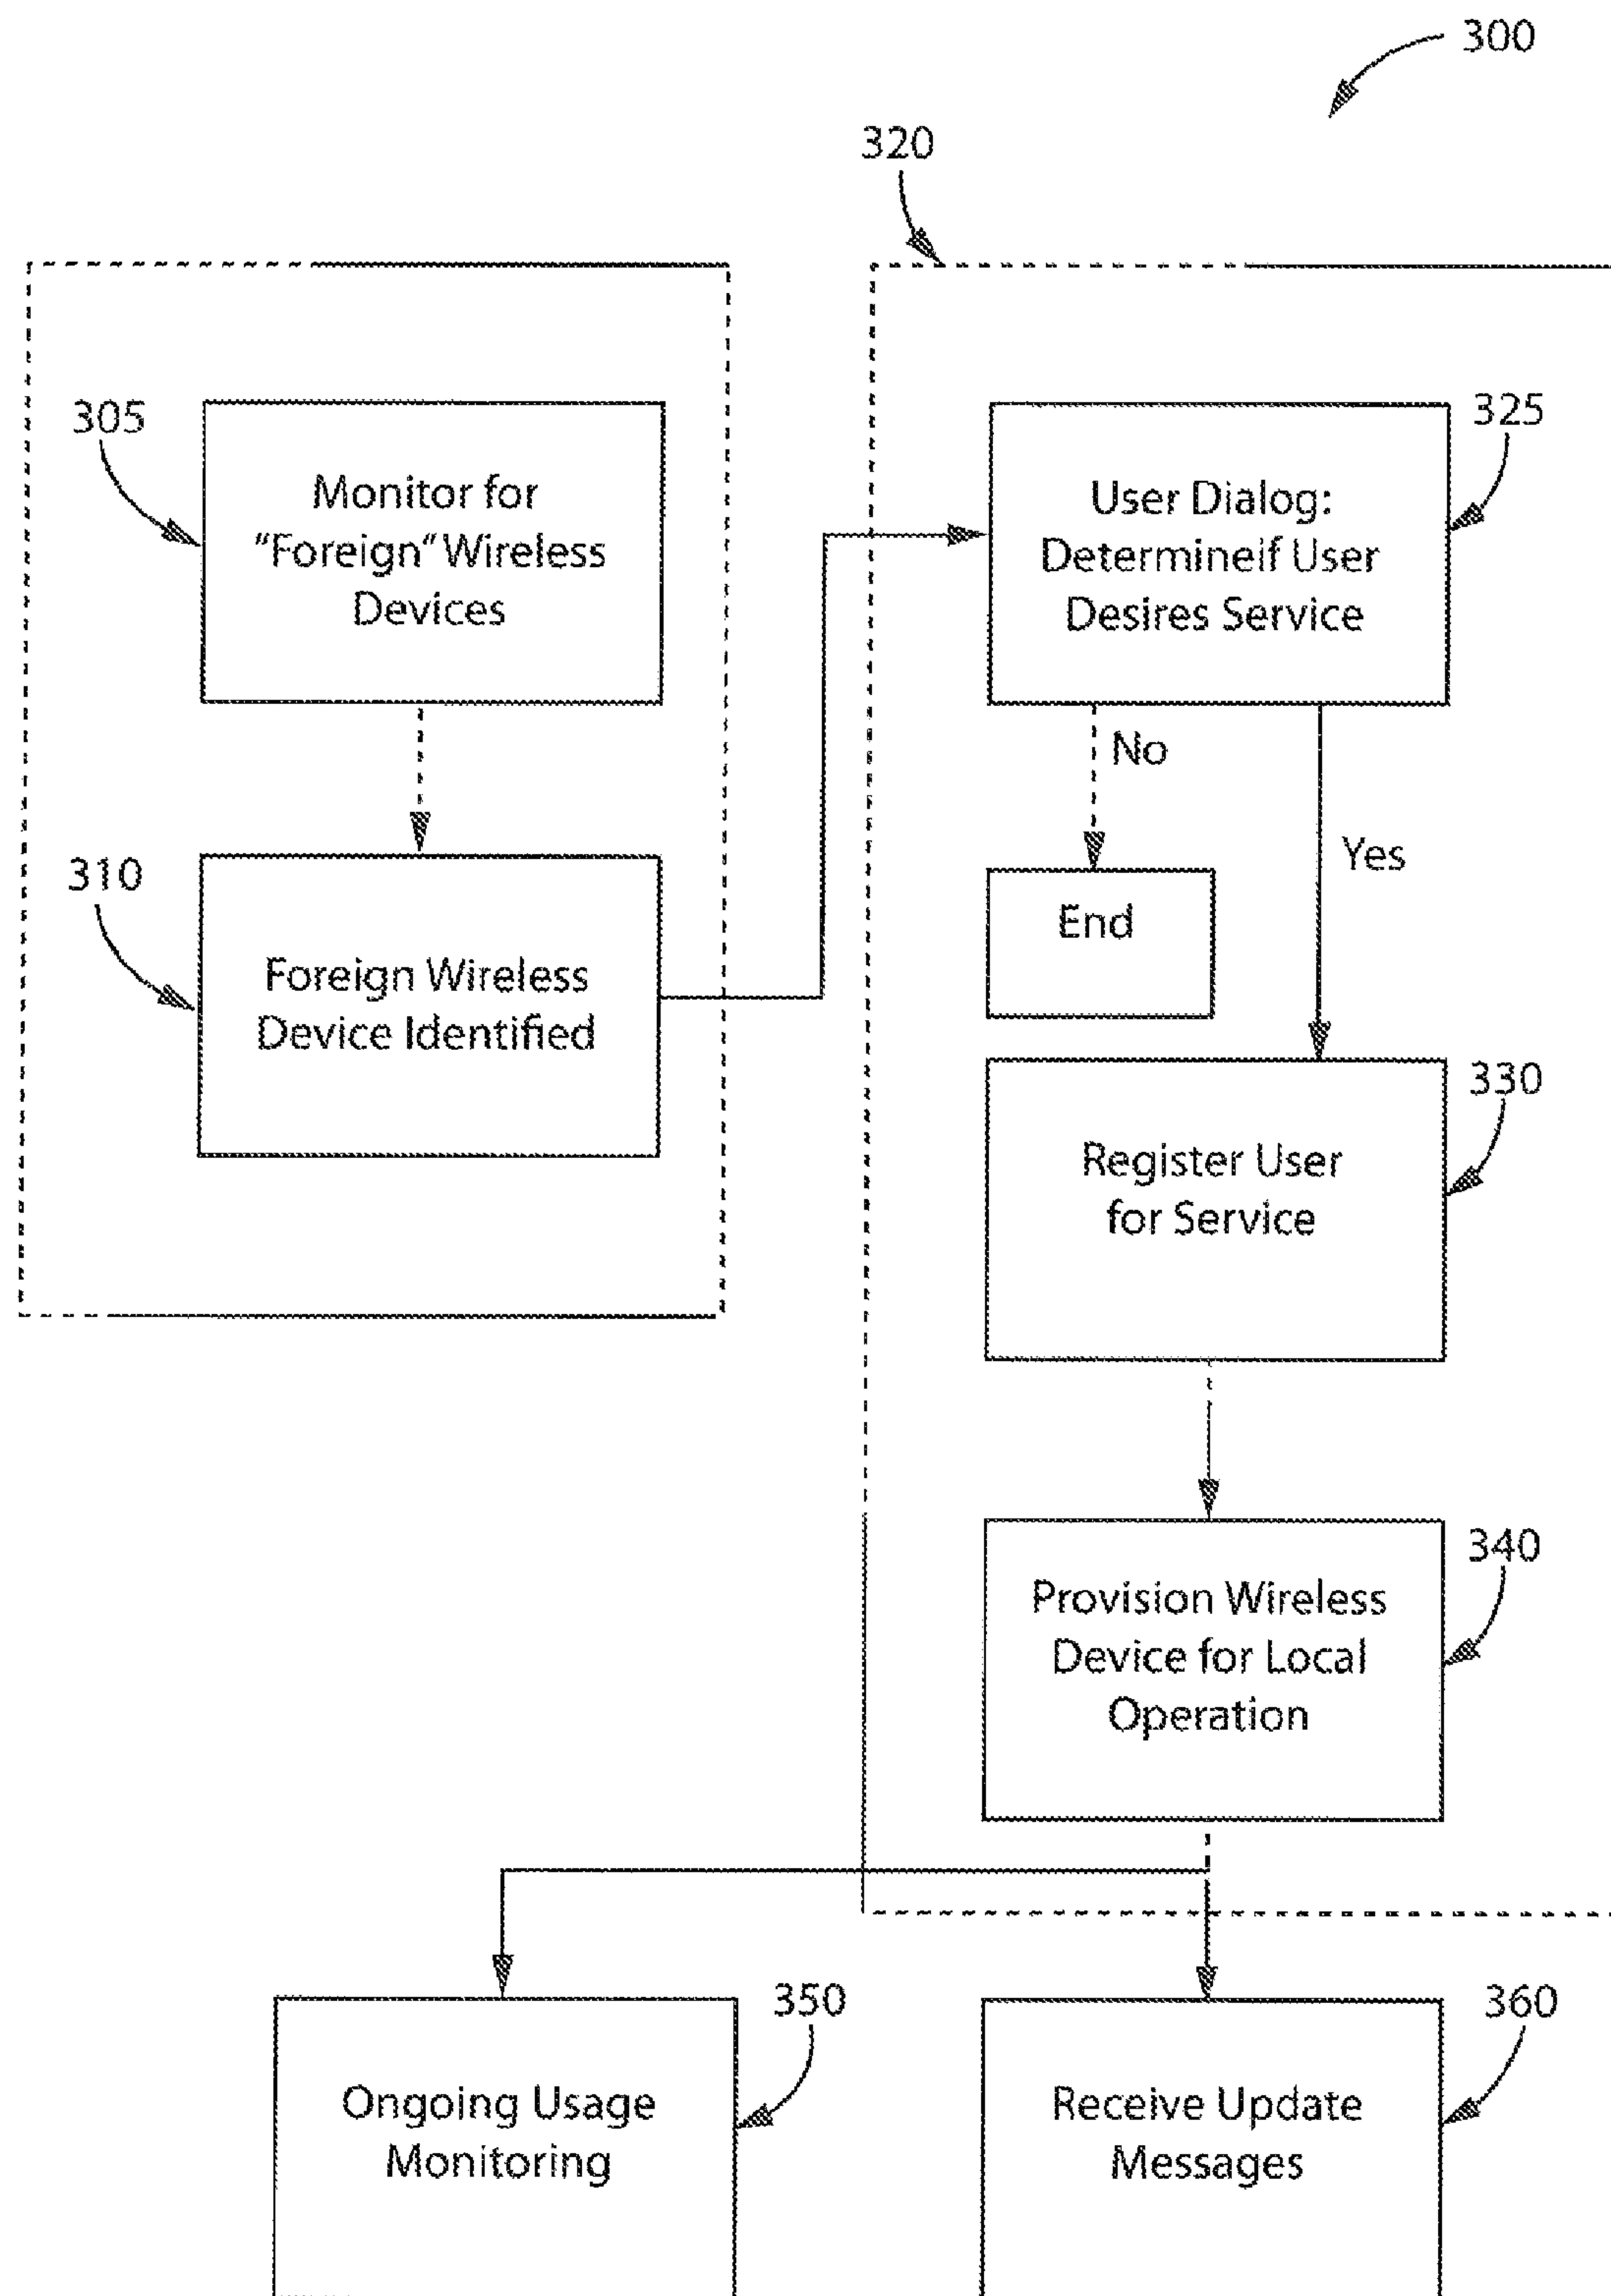 300
320
305
Monitor for
"Foreign" Wireless
Devices
310
Foreign Wireless
Device Identified
325
User Dialog:
Determineif User
Desires Service
No
Yes
End
330
Register User
for Service
340
Provision Wireless
Device for Local
Operation
350
Ongoing Usage
Monitoring
360
Receive Update
Messages